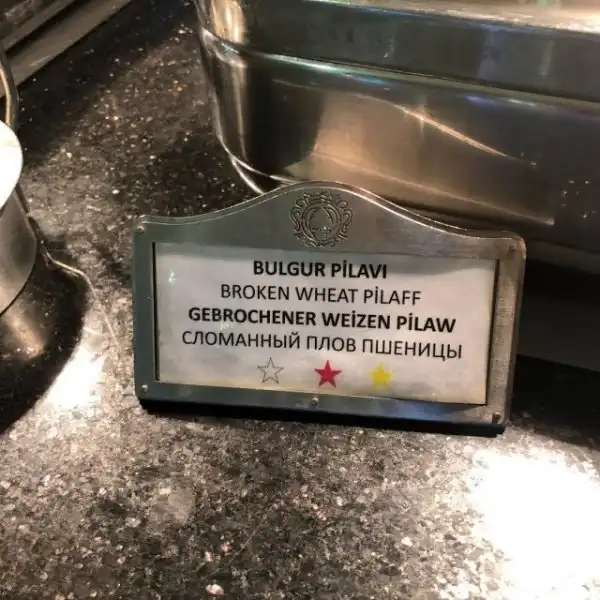 BULGUR PİLAVI
BROKEN WHEAT PİLAFF
GEBROCHENER WEİZEN PİLAW
СЛОМАННЫЙ ПЛОВ ПШЕНИЦЫ